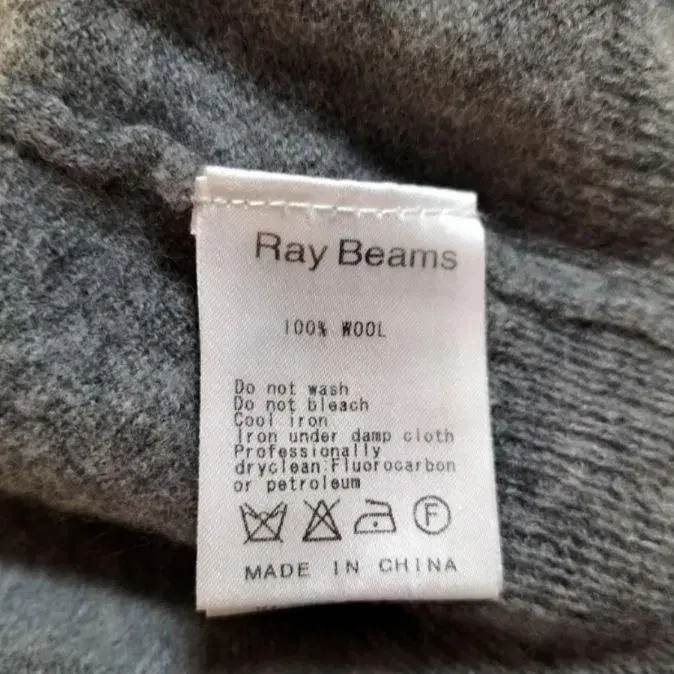 Ray Beams
100% WOOL
Do not wash
Do not bleach
Cool iron
Iron under damp cloth
Professionally
dryclean:Fluorocarbon
or petroleum
F
MADE IN CHINA